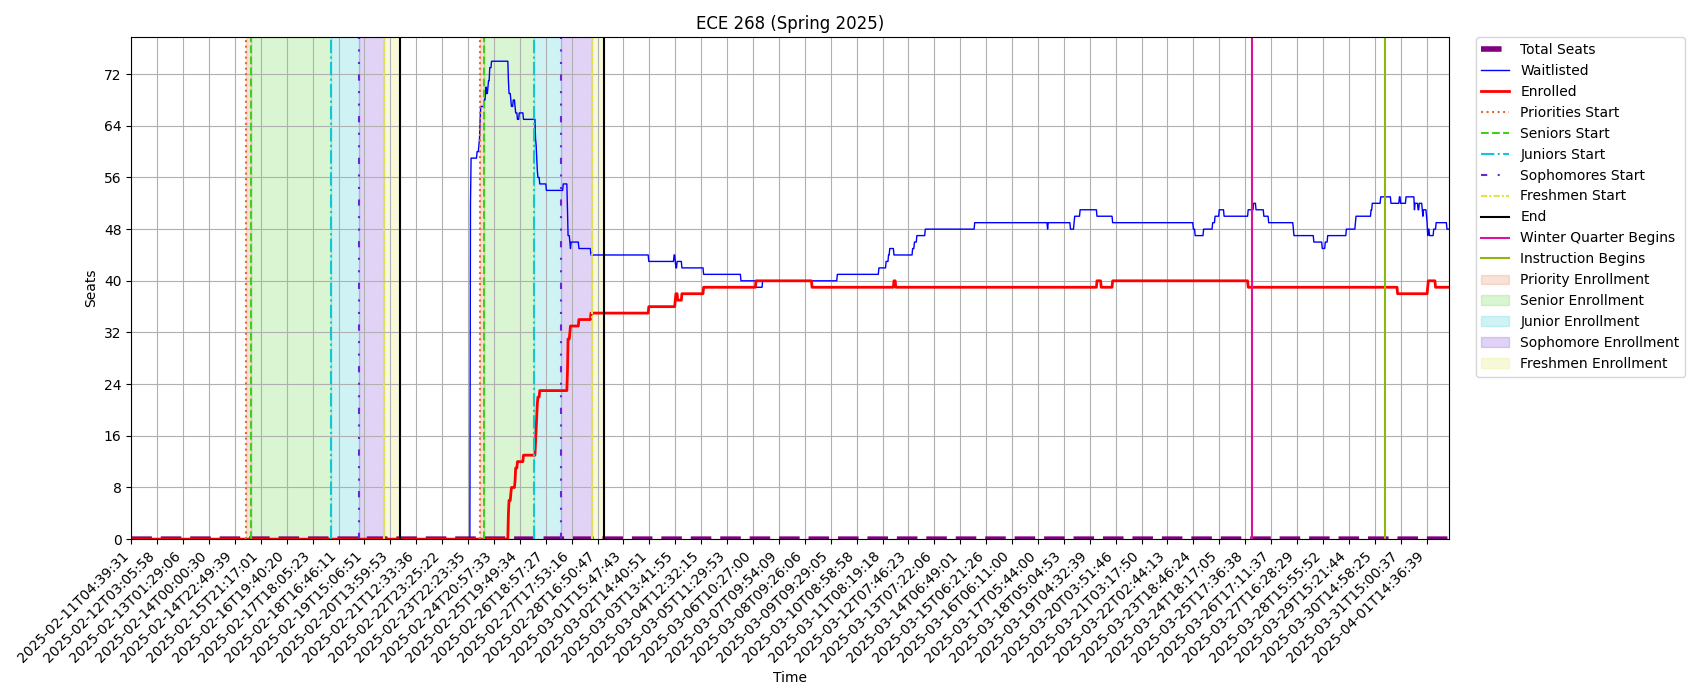 ECE 268 (Spring 2025)
Seats
72
64
56
48
40
32
24
16
8
0
2025-02-11T04:39:31
2025-02-12T03:05:58
2025-02-13T01:29:06
2025-02-14T00:00:30
2025-02-14T22:49:39
2025-02-15T21:17:01
2025-02-16T19:40:20
2025-02-17T18:05:23
2025-02-18T16:46:11
2025-02-19T15:06:51
2025-02-20T13:59:53
2025-02-21T12:33:36
2025-02-22T11:25:22
2025-02-23T22:23:35
2025-02-24T20:57:33
2025-02-25T19:49:34
2025-02-26T18:57:27
2025-02-27T17:53:16
2025-02-28T16:50:47
2025-03-01T15:47:43
2025-03-02T14:40:51
2025-03-03T13:41:55
2025-03-04T12:32:15
2025-03-05T11:29:53
2025-03-06T10:27:00
2025-03-07T10:54:09
2025-03-08T09:26:06
2025-03-09T09:29:05
2025-03-10T08:58:58
2025-03-11T08:19:18
2025-03-12T07:46:23
2025-03-13T07:22:06
2025-03-14T06:49:01
2025-03-15T06:21:26
2025-03-16T06:11:00
2025-03-17T05:44:00
2025-03-18T05:04:53
2025-03-19T04:32:39
2025-03-20T03:51:46
2025-03-21T03:17:50
2025-03-22T02:44:13
2025-03-23T18:46:24
2025-03-24T18:17:05
2025-03-25T17:36:38
2025-03-26T17:11:37
2025-03-27T16:28:29
2025-03-28T15:55:52
2025-03-29T15:21:44
2025-03-30T14:58:25
2025-03-31T15:00:37
2025-04-01T14:36:39
Time
Total Seats
Waitlisted
Enrolled
Priorities Start
Seniors Start
Juniors Start
Sophomores Start
Freshmen Start
End
Winter Quarter Begins
Instruction Begins
Priority Enrollment
Senior Enrollment
Junior Enrollment
Sophomore Enrollment
Freshmen Enrollment